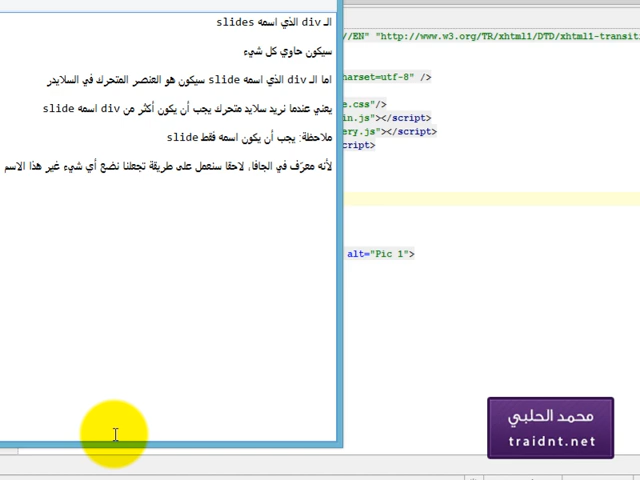 الـ div الذي اسمه slides
سيكون حاوي كل شيء
اما الـ div الذي اسمه slide سيكون هو العنصر المتحرك في السلايدر
يعني عندما نريد سلايد متحرك يجب أن يكون أكثر من div اسمه slide
ملاحظة: يجب أن يكون اسمه فقط slide
لأنه معرّف في الجافا، لاحقا سنعمل على طريقة تجعلنا نضع أي شيء غير هذا الاسم
//EN" "http://www.w3.org/TR/xhtml1/DTD/xhtml1-transiti
harset=utf-8" />
e.css"/>
in.js"></script>
ery.js"></script>
cript>
alt="Pic 1">
محمد الحلبي
traidnt.net